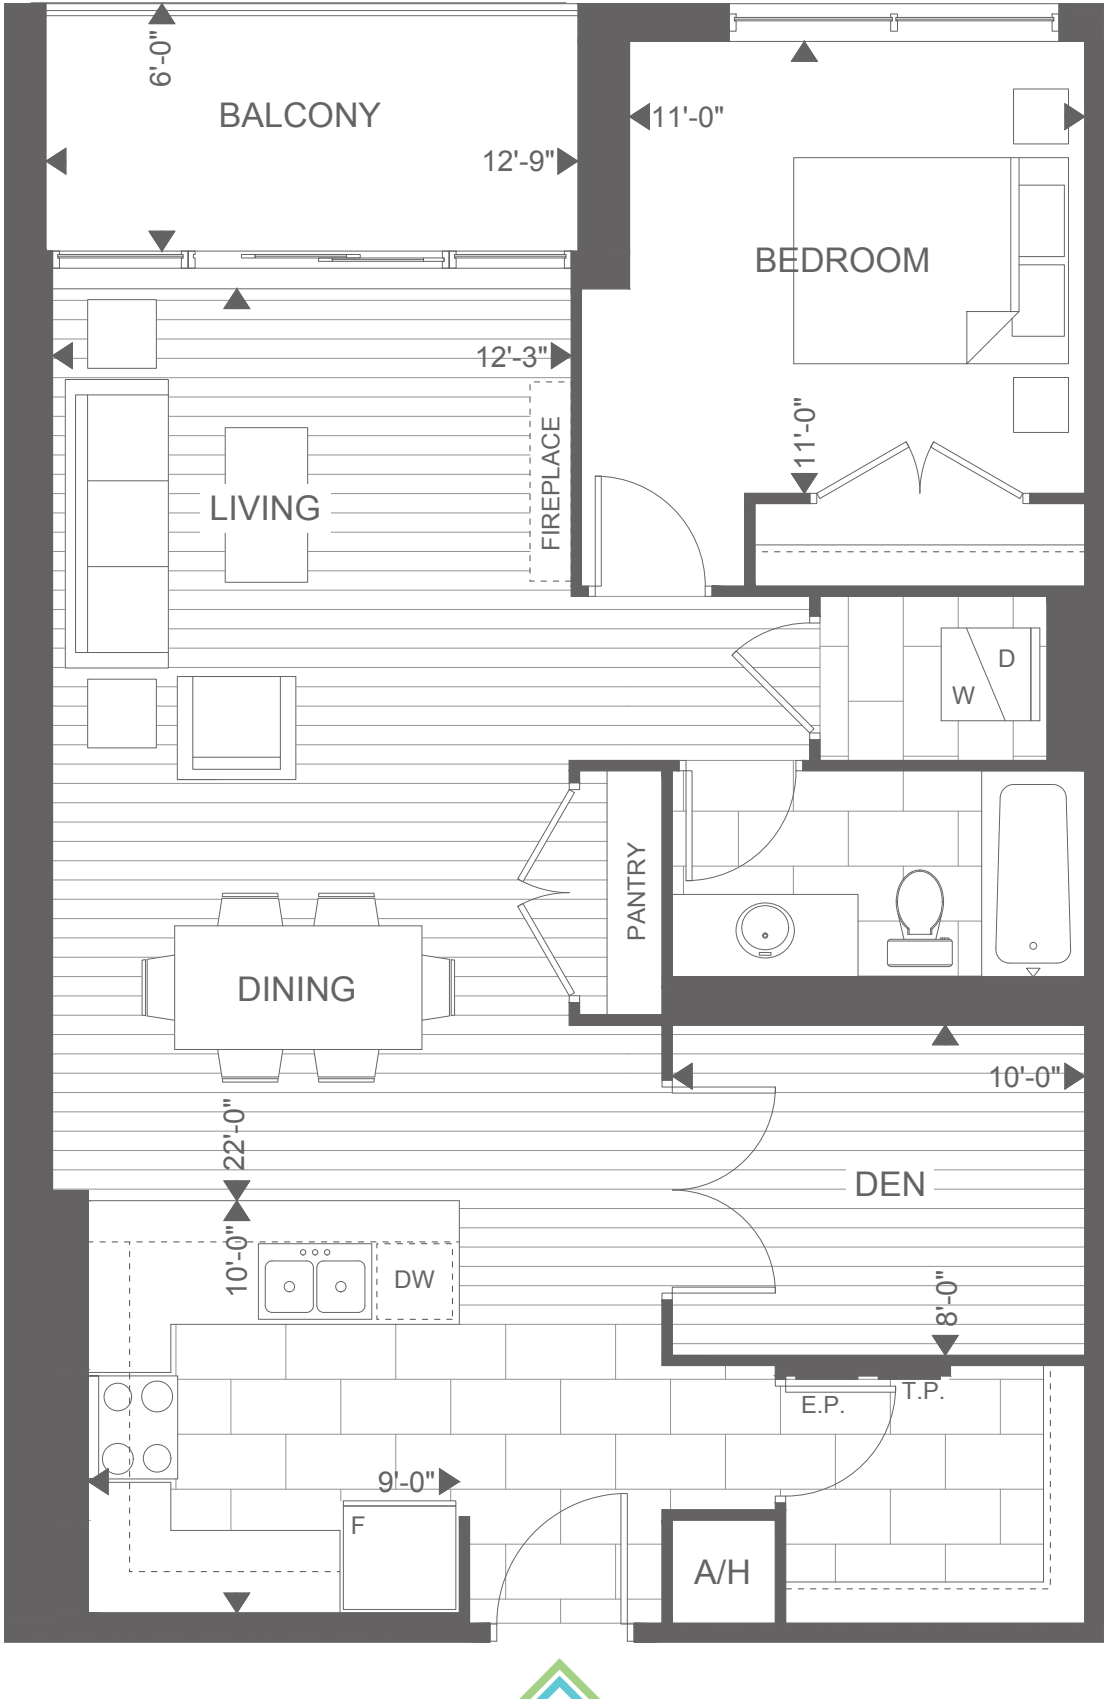 6'-0"
BALCONY
12'-9"
11'-0"
BEDROOM
12'-3"
11'-0"
FIREPLACE
LIVING
D
W
PANTRY
DINING
10'-0"
22'-0"
DEN
10'-0"
DW
8'-0"
E.P.
T.P.
9'-0"
F
A/H